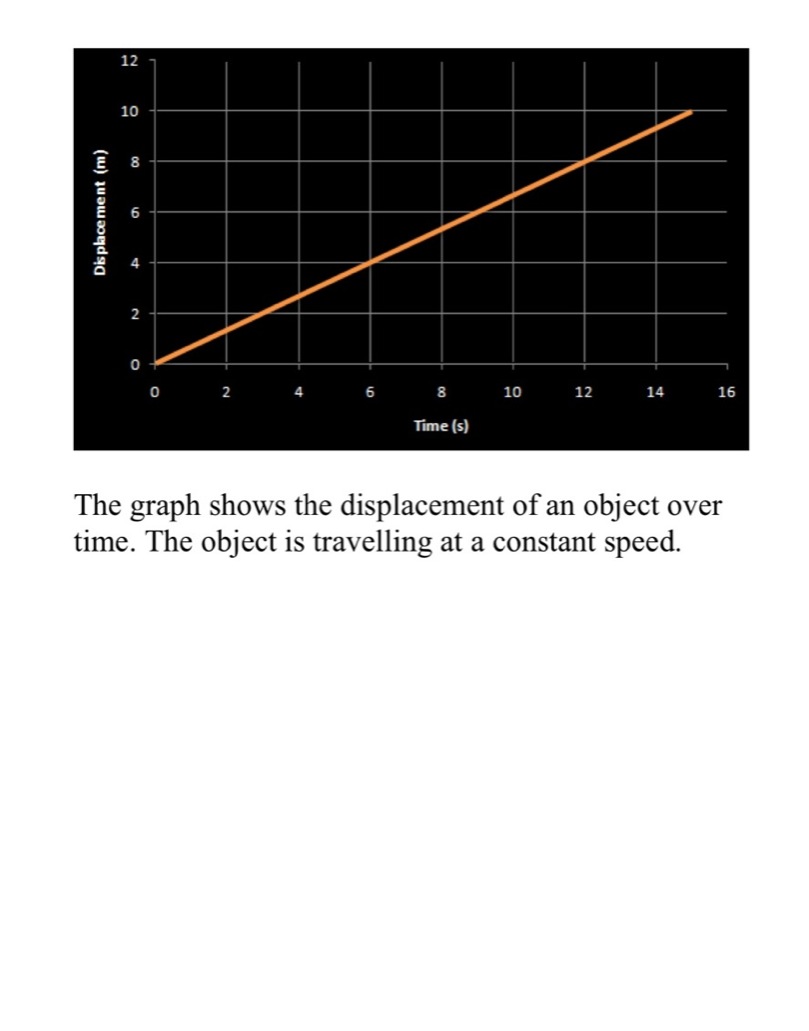 12
10
8
6
4
2
0
Displacement (m)
0 2 4 6 8 10 12 14 16
Time (s)
The graph shows the displacement of an object over
time. The object is travelling at a constant speed.